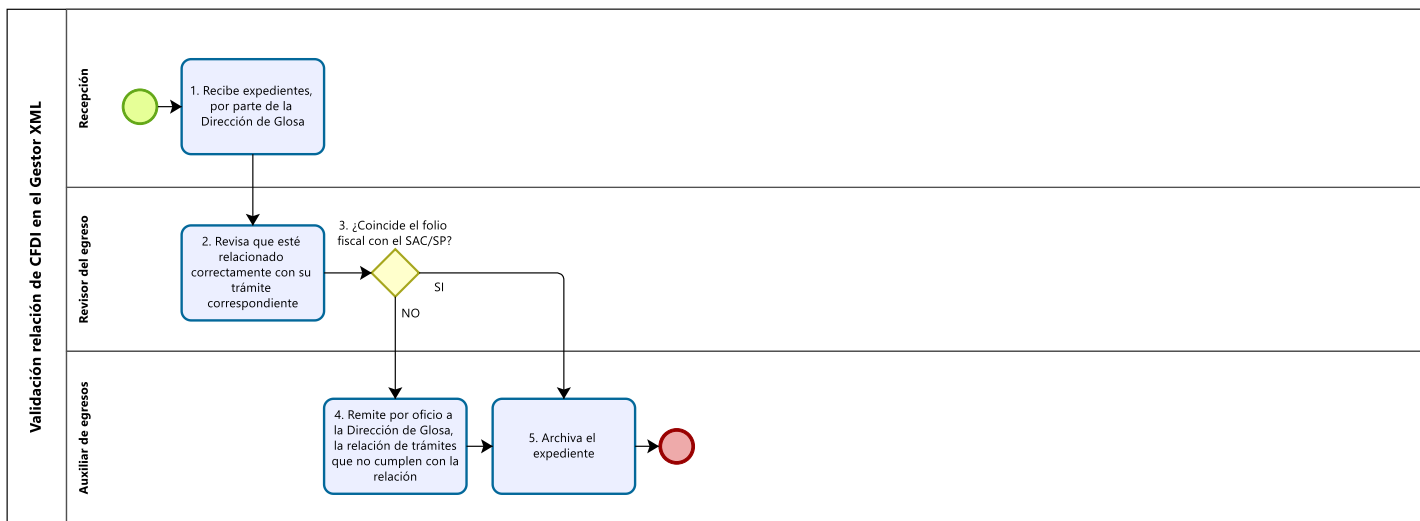 Validación relación de CFDI en el Gestor XML
Recepción
1. Recibe expedientes,
por parte de la
Dirección de Glosa
Revisor del egreso
2. Revisa que esté
relacionado
correctamente con su
trámite
correspondiente
3. ¿Coincide el folio
fiscal con el SAC/SP?
SI
NO
Auxiliar de egresos
4. Remite por oficio a
la Dirección de Glosa,
la relación de trámites
que no cumplen con la
relación
5. Archiva el
expediente